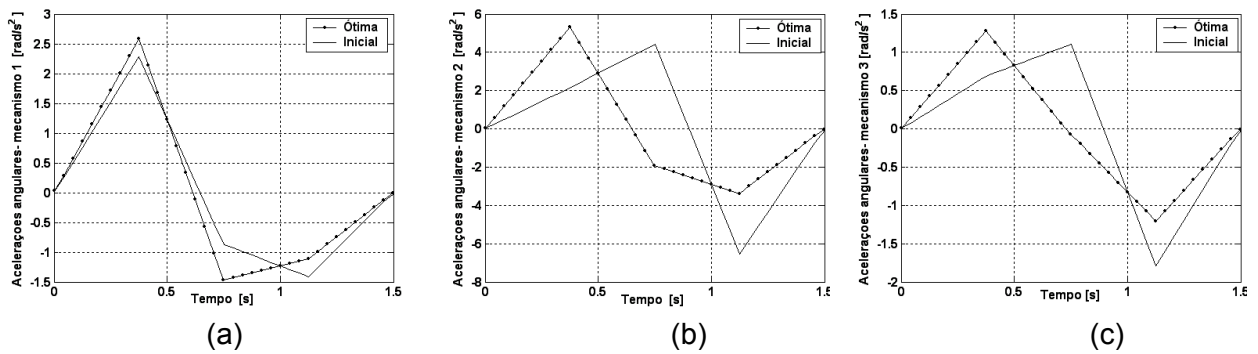 Acelerações angulares- mecanismo 1 [rad/s²]
3
2.5
2
1.5
1
0.5
0
-0.5
-1
-1.5
0
0.5
1
1.5
Tempo [s]
Ótima
Inicial
(a)
Acelerações angulares- mecanismo 2 [rad/s²]
6
4
2
0
-2
-4
-6
-8
0
0.5
1
1.5
Tempo [s]
Ótima
Inicial
(b)
Acelerações angulares- mecanismo 3 [rad/s²]
1.5
1
0.5
0
-0.5
-1
-1.5
-2
0
0.5
1
1.5
Tempo [s]
Ótima
Inicial
(c)